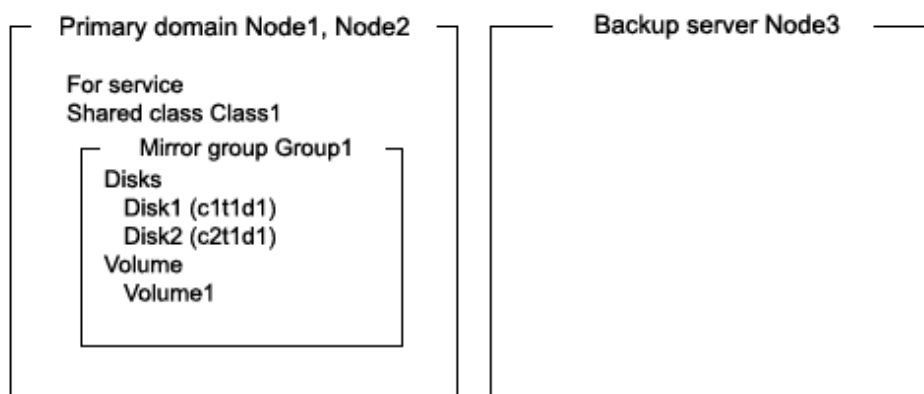 Primary domain Node1, Node2
For service
Shared class Class1
Mirror group Group1
Disks
Disk1 (c1t1d1)
Disk2 (c2t1d1)
Volume
Volume1
Backup server Node3